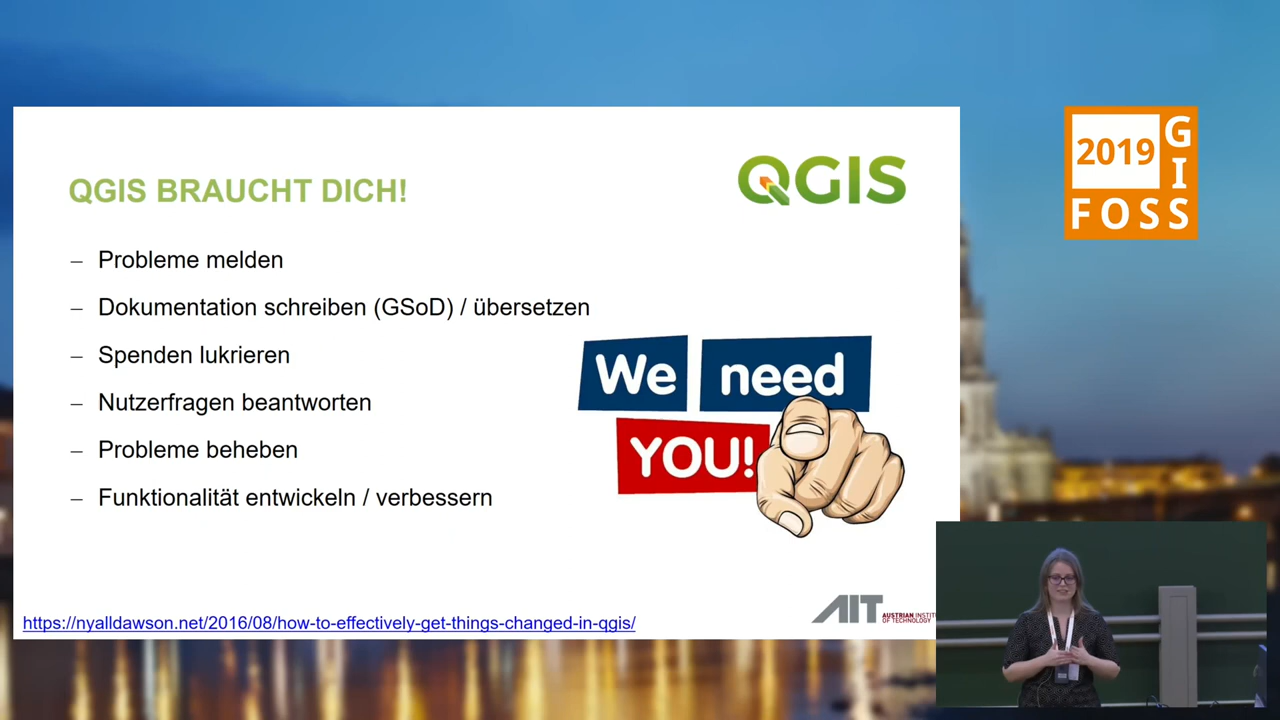 QGIS BRAUCHT DICH!
QGIS
– Probleme melden
– Dokumentation schreiben (GSoD) / übersetzen
– Spenden lukrieren
– Nutzerfragen beantworten
– Probleme beheben
– Funktionalität entwickeln / verbessern
We need
YOU!
https://nyalldawson.net/2016/08/how-to-effectively-get-things-changed-in-qgis/
AIT
AUSTRIAN
OF TECHNOLOGY
2019
GIS
FOSS